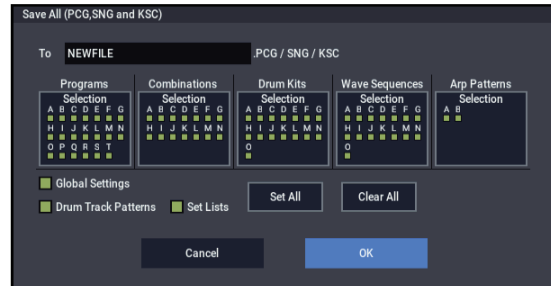 Save All (PCG,SNG and KSC)
To NEWFILE .PCG / SNG / KSC
Programs Combinations Drum Kits Wave Sequences Arp Patterns
Selection Selection Selection Selection Selection
A B C D E F G A B C D E F G A B C D E F G A B C D E F G A B
H I J K L M N H I J K L M N H I J K L M N H I J K L M N
O P Q R S T O O
Global Settings
Drum Track Patterns Set Lists Set All Clear All
Cancel OK